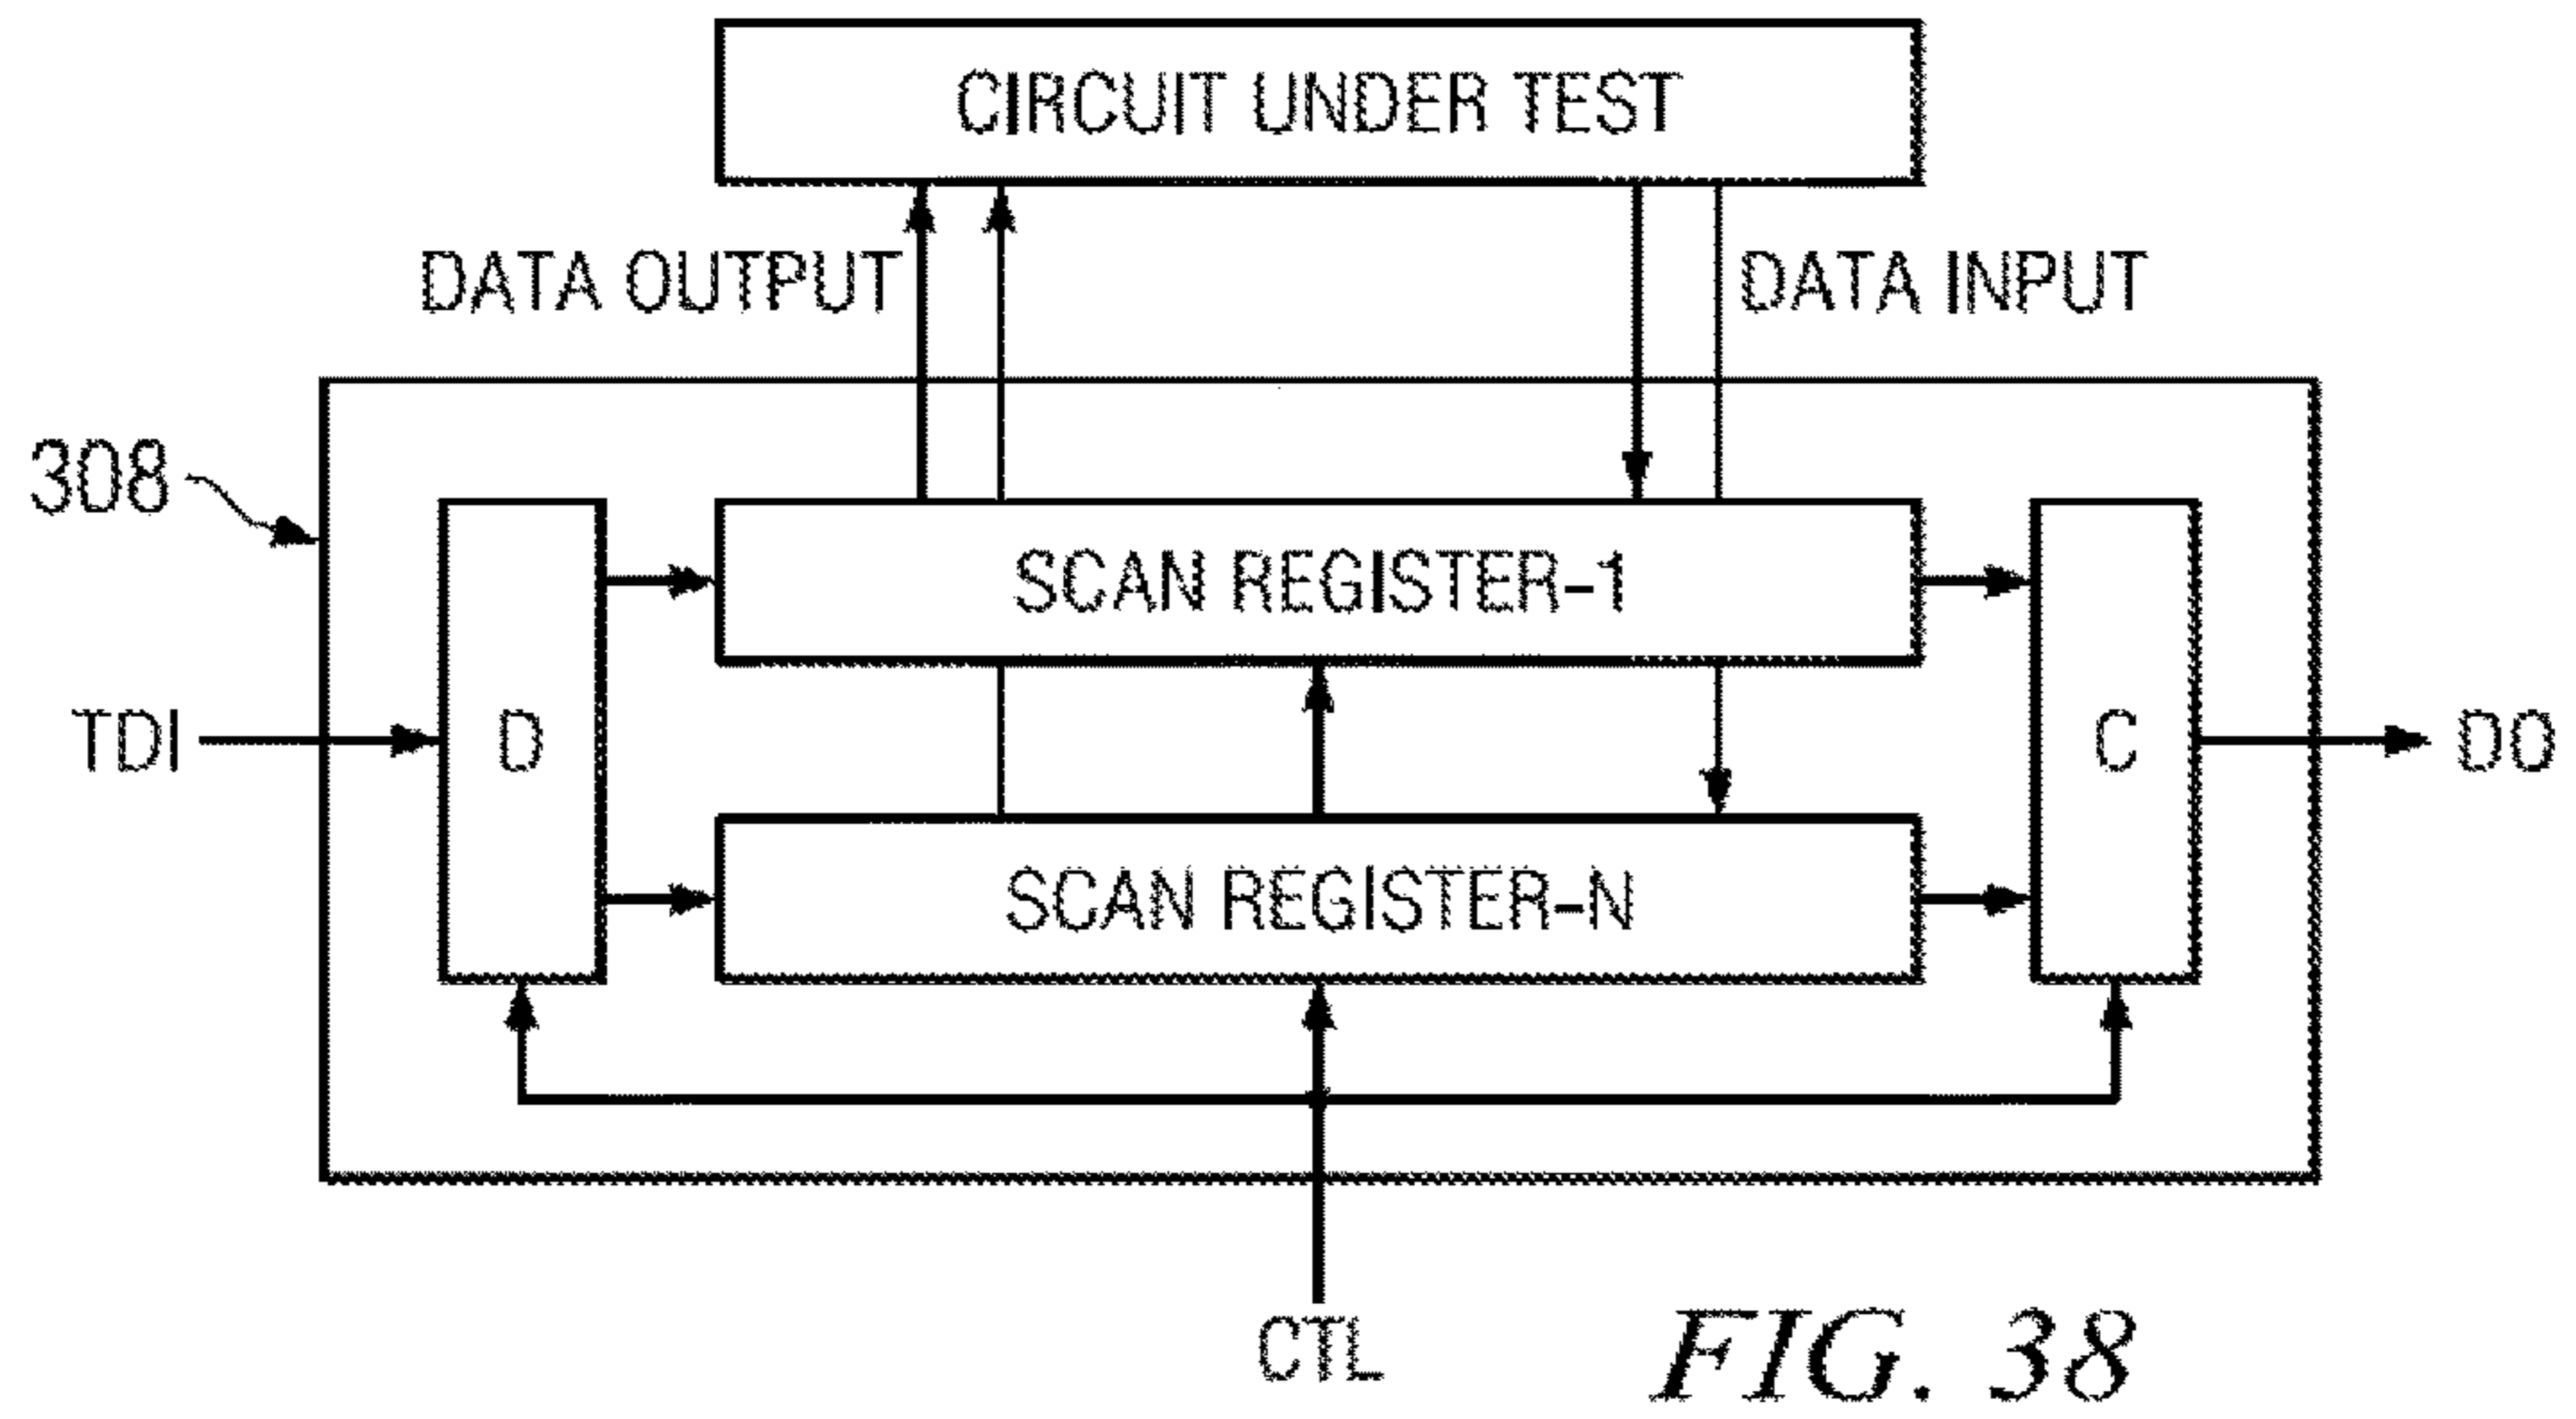 CIRCUIT UNDER TEST
DATA OUTPUT
DATA INPUT
308
SCAN REGISTER-1
TDI
D
C
DO
SCAN REGISTER-N
CTL
FIG. 38